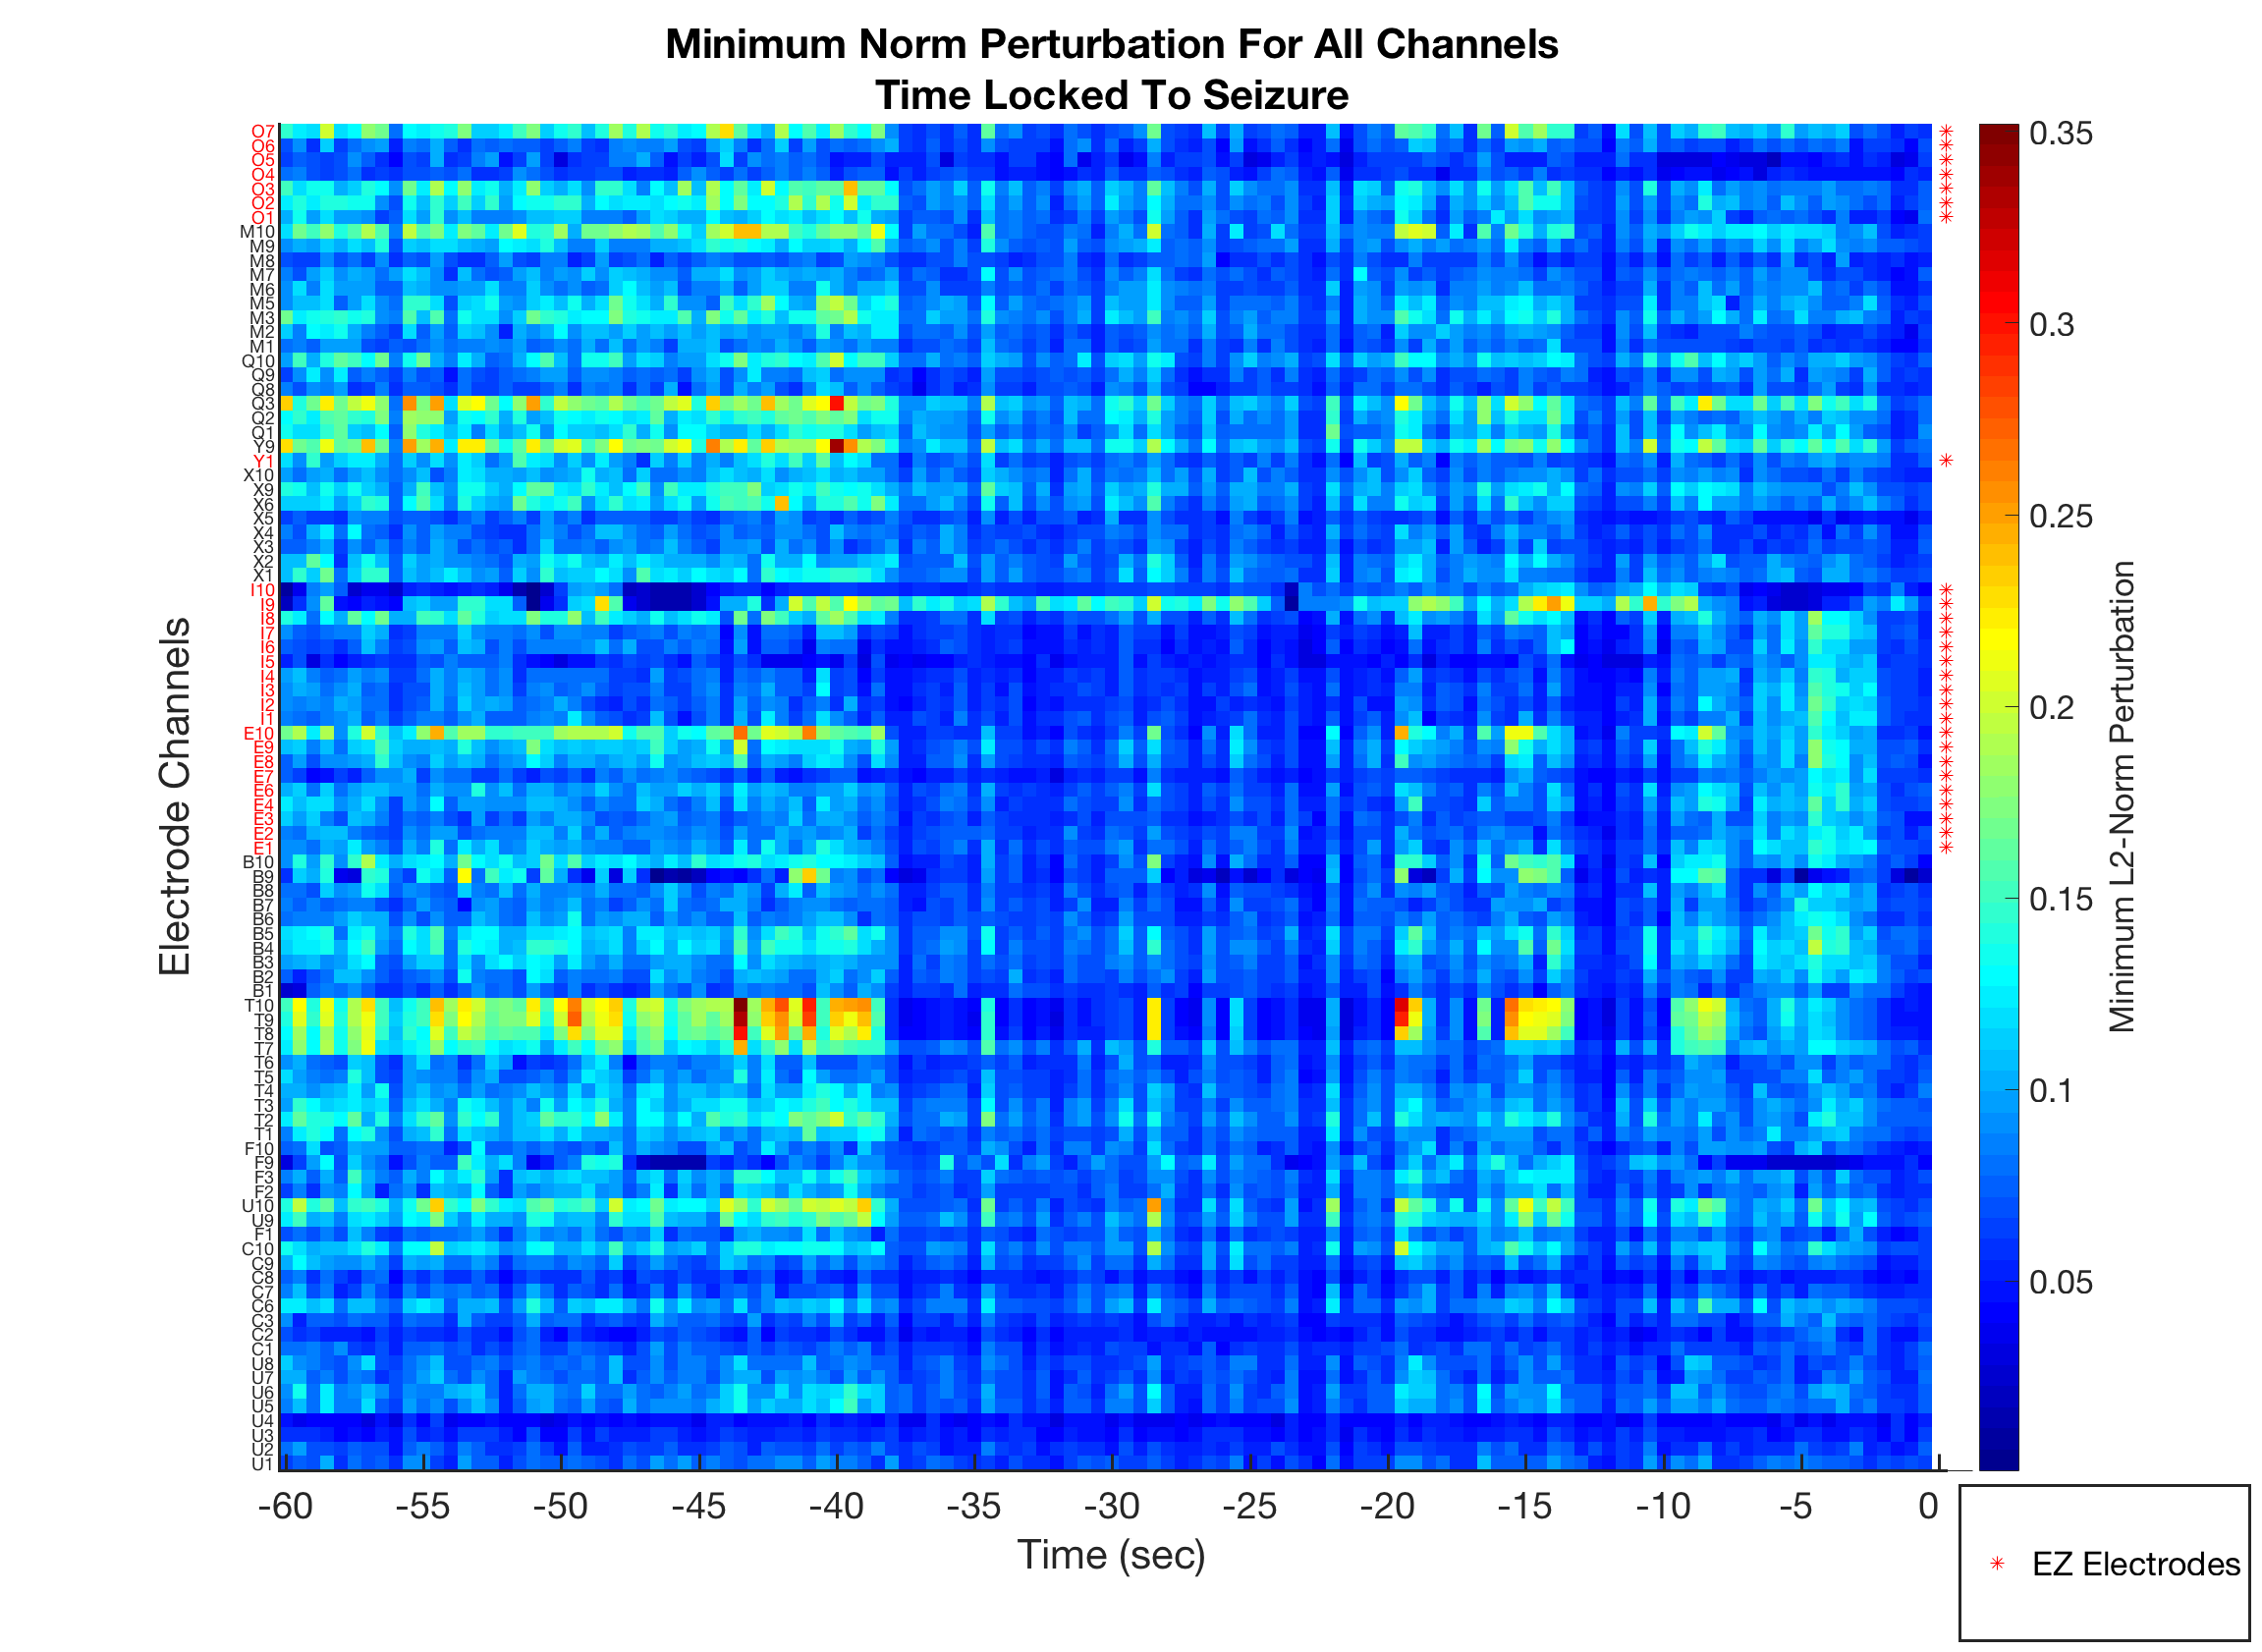 Minimum Norm Perturbation For All Channels
Time Locked To Seizure
Electrode Channels
O7
O6
O5
O4
O3
O2
O1
M10
M9
M8
M7
M6
M5
M3
M2
M1
Q10
Q9
Q8
Q3
Q2
Q1
Y9
Y1
X10
X9
X6
X5
X4
X3
X2
X1
I10
I9
I8
I7
I6
I5
I4
I3
I2
I1
E10
E9
E8
E7
E6
E4
E3
E2
E1
B10
B9
B8
B7
B6
B5
B4
B3
B2
B1
T10
T9
T8
T7
T6
T5
T4
T3
T2
T1
F10
F9
F3
F2
U10
U9
F1
C10
C9
C8
C7
C6
C3
C2
C1
U8
U7
U6
U5
U4
U3
U2
U1
-60 -55 -50 -45 -40 -35 -30 -25 -20 -15 -10 -5 0
Time (sec)
0.35
0.3
0.25
0.2
0.15
0.1
0.05
Minimum L2-Norm Perturbation
EZ Electrodes